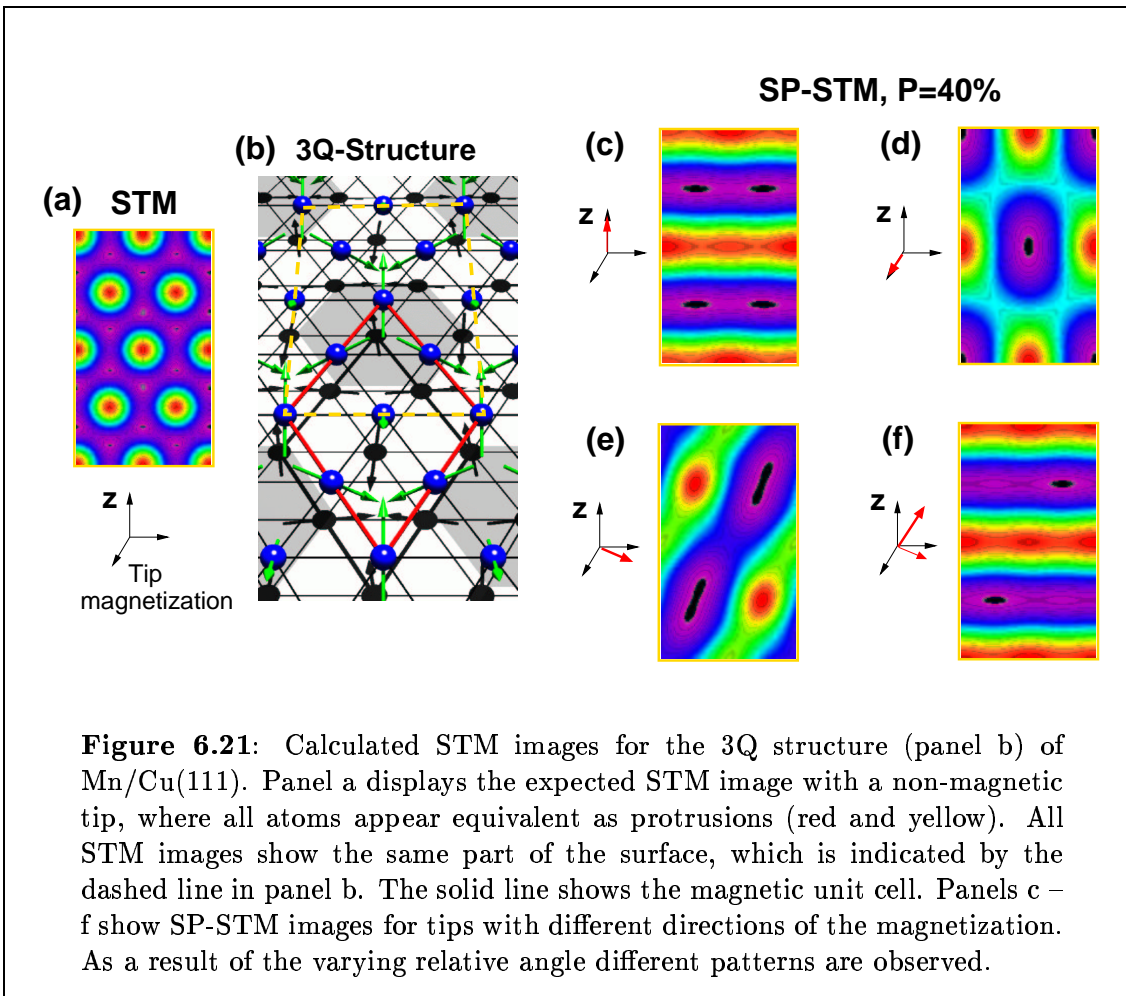 SP-STM, P=40%
(a) STM
(b) 3Q-Structure
(c)
(d)
z
z
(e)
(f)
z
z
z
Tip
magnetization
Figure 6.21: Calculated STM images for the 3Q structure (panel b) of
Mn/Cu(111). Panel a displays the expected STM image with a non-magnetic
tip, where all atoms appear equivalent as protrusions (red and yellow). All
STM images show the same part of the surface, which is indicated by the
dashed line in panel b. The solid line shows the magnetic unit cell. Panels c –
f show SP-STM images for tips with different directions of the magnetization.
As a result of the varying relative angle different patterns are observed.